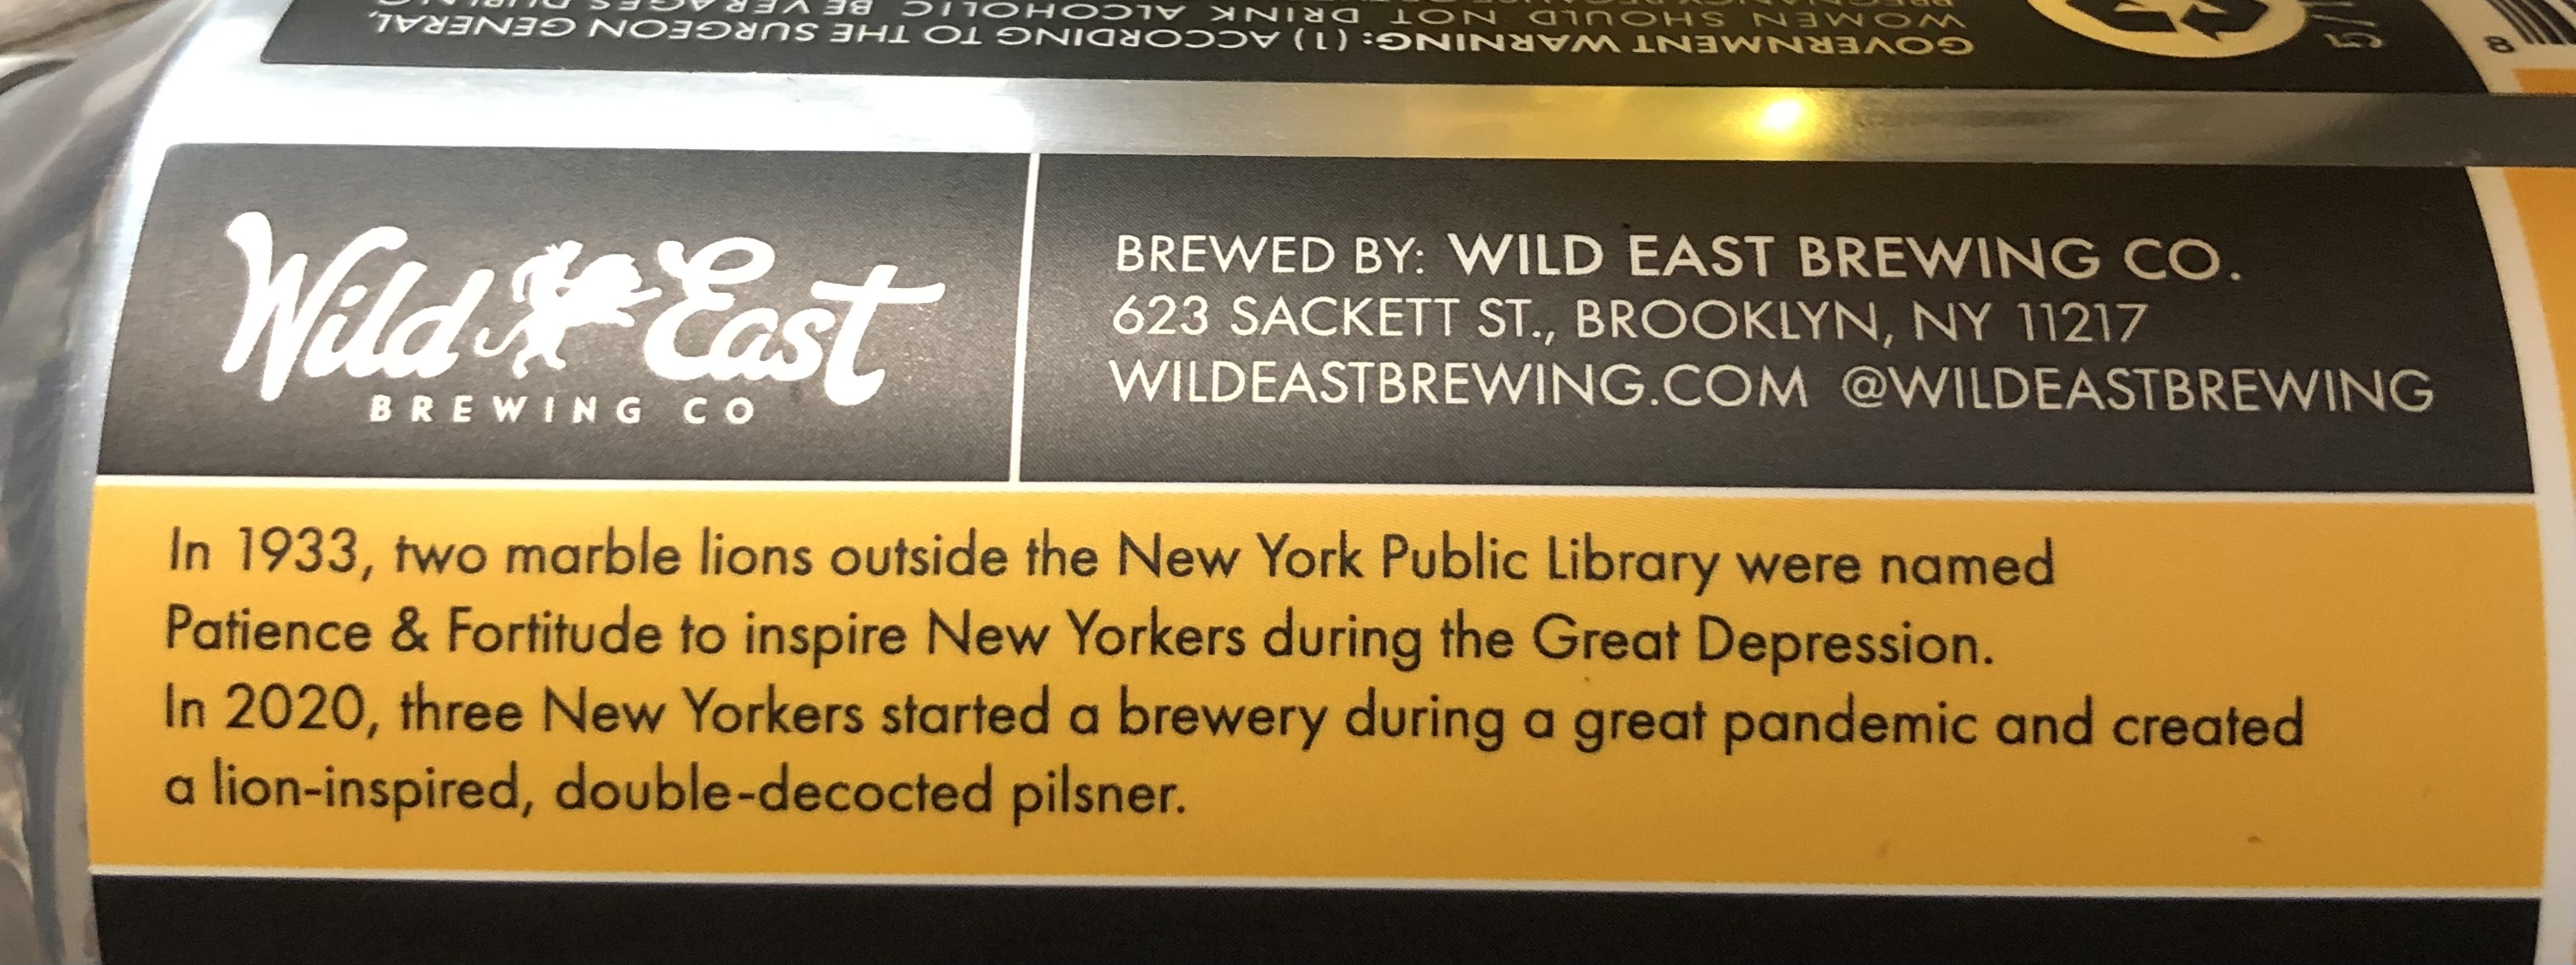 GOVERNMENT WARNING: (1) ACCORDING TO THE SURGEON GENERAL,
WOMEN SHOULD NOT DRINK ALCOHOLIC BEVERAGES DURING
8
Wild East
BREWING CO
BREWED BY: WILD EAST BREWING CO.
623 SACKETT ST., BROOKLYN, NY 11217
WILDEASTBREWING.COM @WILDEASTBREWING
In 1933, two marble lions outside the New York Public Library were named
Patience & Fortitude to inspire New Yorkers during the Great Depression.
In 2020, three New Yorkers started a brewery during a great pandemic and created
a lion-inspired, double-decocted pilsner.